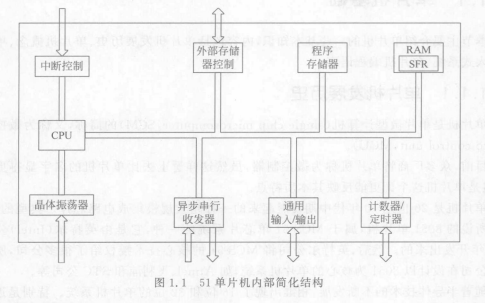 中断控制
外部存储
器控制
程序
存储器
RAM
SFR
CPU
晶体振荡器
异步串行
收发器
通用
输入/输出
计数器/
定时器
图 1.1 51 单片机内部简化结构图